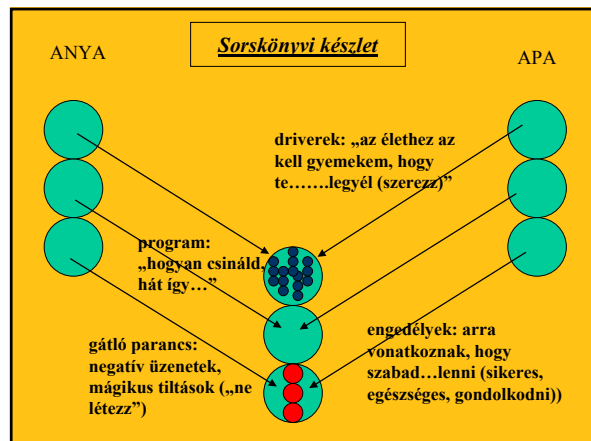 Sorskönyvi készlet
ANYA
APA
driverek: „az élethez az
kell gyemekem, hogy
te…….legyél (szerezz)”
program:
„hogyan csináld,
hát így…”
gátló parancs:
negatív üzenetek,
mágikus tiltások („ne
létezz”)
engedélyek: arra
vonatkoznak, hogy
szabad…lenni (sikeres,
egészséges, gondolkodni))